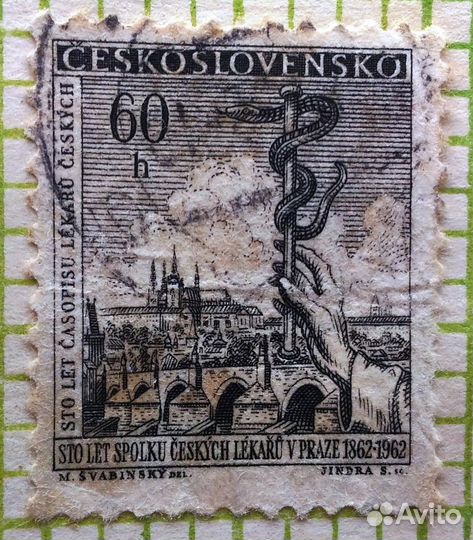 ČESKOSLOVENSKO
60
h
STO LET ČASOPISU LÉKAŘŮ ČESKÝCH
STO LET SPOLKU ČESKÝCH LÉKAŘŮ V PRAZE 1862-1962
M. ŠVABINSKÝ DEL.
JINDRA S. sc.
Avito